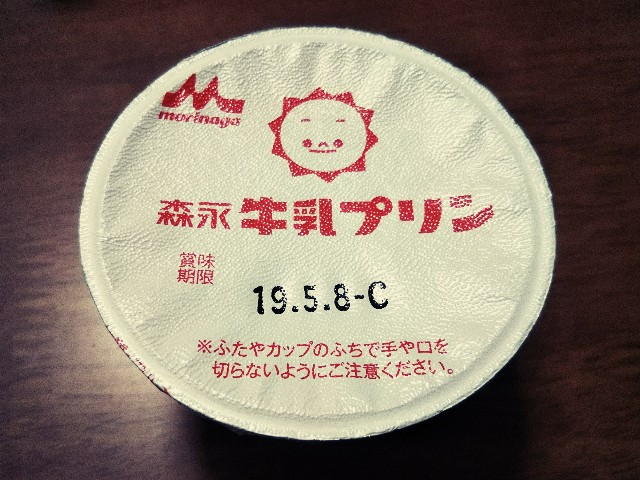 morinaga
森永 牛乳プリン
賞味
期限
19.5.8-C
※ふたやカップのふちで手や口を
切らないようにご注意ください。